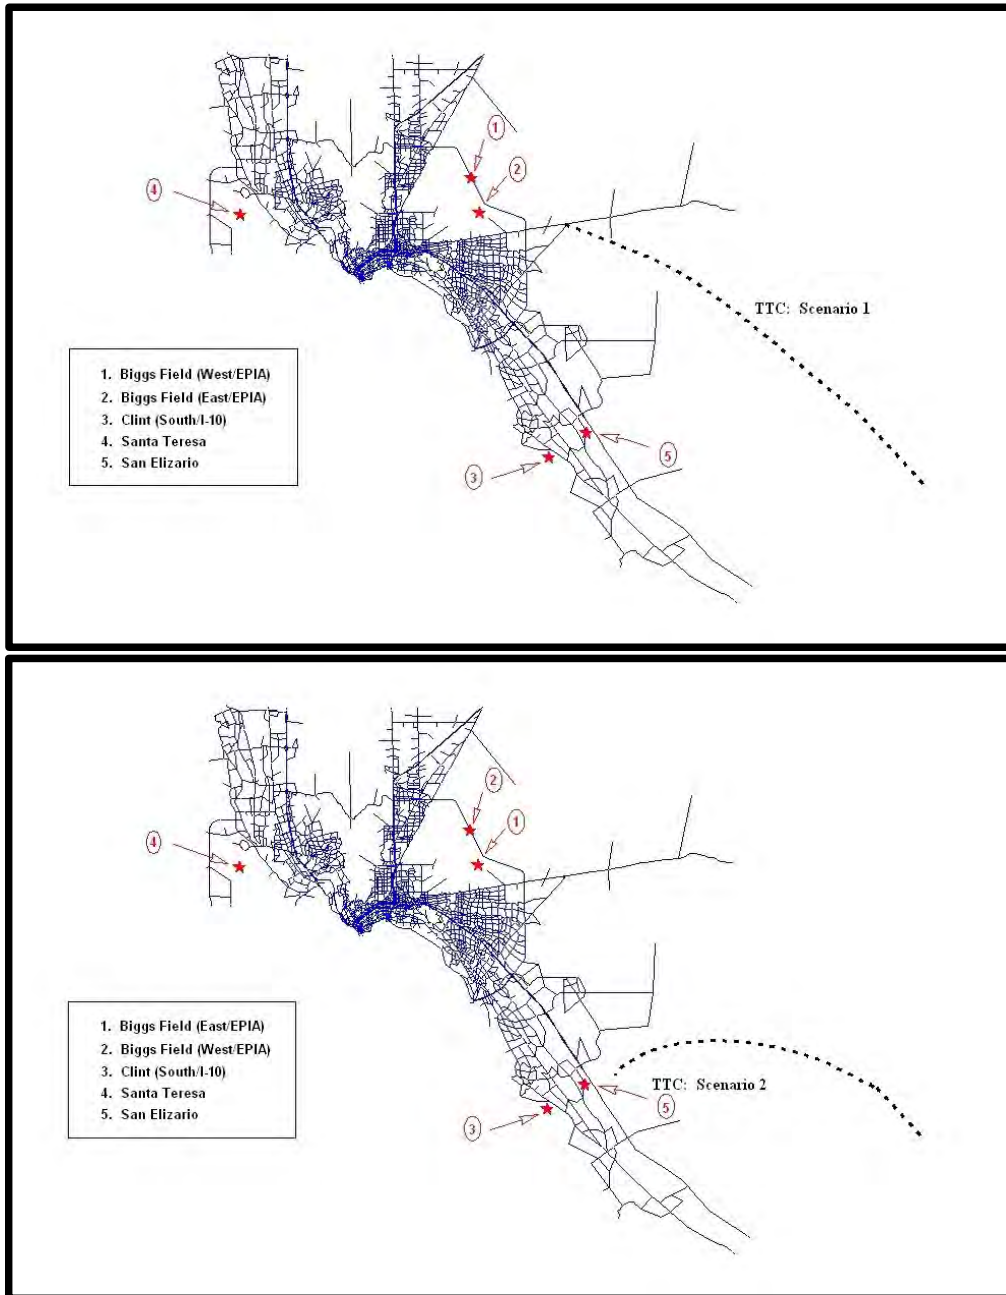 1
2
4
TTC: Scenario 1
1. Biggs Field (West/EPIA)
2. Biggs Field (East/EPIA)
3. Clint (South/I-10)
4. Santa Teresa
5. San Elizario
5
3
2
1
4
1. Biggs Field (East/EPIA)
2. Biggs Field (West/EPIA)
3. Clint (South/I-10)
4. Santa Teresa
5. San Elizario
TTC: Scenario 2
5
3